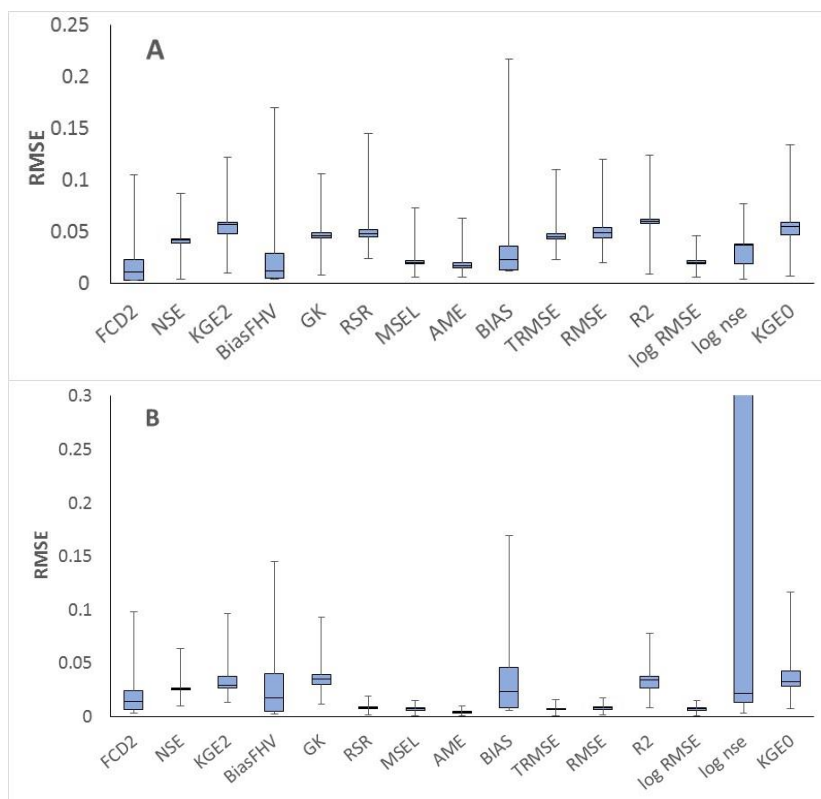 A
RMSE
0.25
0.2
0.15
0.1
0.05
0
FCD2 NSE KGE2 BiasFHV GK RSR MSEL AME BIAS TRMSE RMSE R2 log RMSE log nse KGE0
B
RMSE
0.3
0.25
0.2
0.15
0.1
0.05
0
FCD2 NSE KGE2 BiasFHV GK RSR MSEL AME BIAS TRMSE RMSE R2 log RMSE log nse KGE0